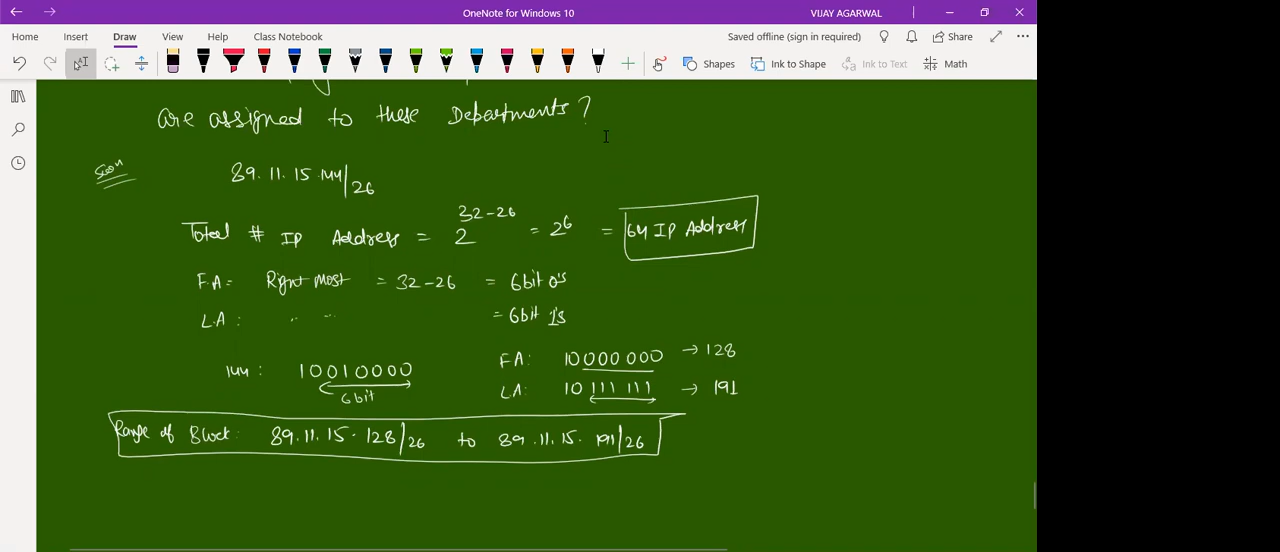 OneNote for Windows 10
VIJAY AGARWAL
Home Insert Draw View Help Class Notebook
Saved offline (sign in required)
Share
Shapes
Ink to Shape
Ink to Text
Math
are assigned to these Departments?
Soln
89.11.15.144/26
Total # IP Address = 2^32-26 = 2^6 = 64 IP Address
F.A = Right most = 32-26 = 6bit 0's
L.A : " " = 6bit 1s
144 : 10010000
6bit
FA: 10000000 → 128
LA: 10111111 → 191
Range of Block: 89.11.15.128/26 to 89.11.15.191/26